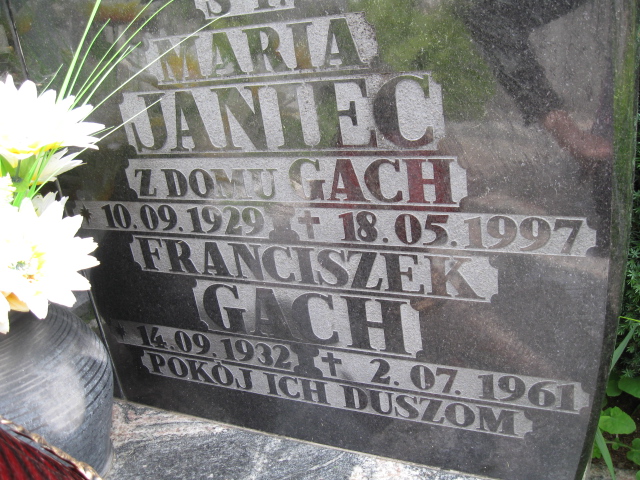 Ś P.
MARIA
JANIEC
Z DOMU GACH
* 10.09.1929 ✝ 18.05.1997
FRANCISZEK
GACH
* 14.09.1932 ✝ 2.07.1961
POKÓJ ICH DUSZOM